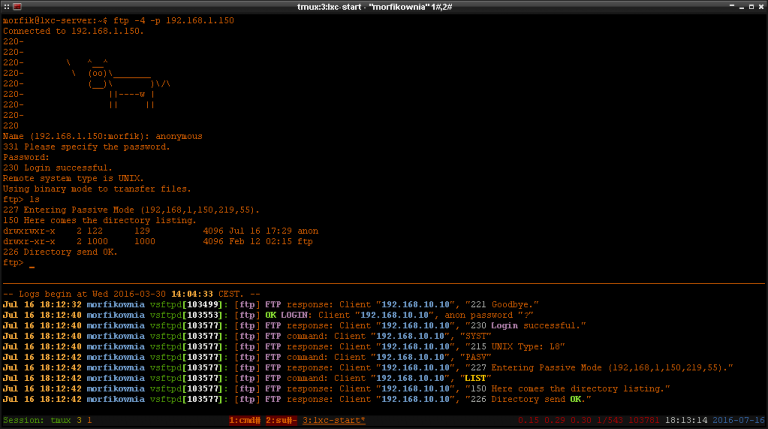 tmux:3:lxc-start - "morfikownia" 1#,2#
morfik@lxc-server:~$ ftp -4 -p 192.168.1.150
Connected to 192.168.1.150.
220-
220-
220-        \   ^__^
220-         \  (oo)\_______
220-            (__)\       )\/\
220-                ||----w |
220-                ||     ||
220-
220-
220
Name (192.168.1.150:morfik): anonymous
331 Please specify the password.
Password:
230 Login successful.
Remote system type is UNIX.
Using binary mode to transfer files.
ftp> ls
227 Entering Passive Mode (192,168,1,150,219,55).
150 Here comes the directory listing.
drwxrwxr-x    2 122      129          4096 Jul 16 17:29 anon
drwxr-xr-x    2 1000     1000         4096 Feb 12 02:15 ftp
226 Directory send OK.
ftp> _
-- Logs begin at Wed 2016-03-30 14:04:33 CEST. --
Jul 16 18:12:32 morfikownia vsftpd[103499]: [ftp] FTP response: Client "192.168.10.10", "221 Goodbye."
Jul 16 18:12:40 morfikownia vsftpd[103553]: [ftp] OK LOGIN: Client "192.168.10.10", anon password "?"
Jul 16 18:12:40 morfikownia vsftpd[103577]: [ftp] FTP response: Client "192.168.10.10", "230 Login successful."
Jul 16 18:12:40 morfikownia vsftpd[103577]: [ftp] FTP command: Client "192.168.10.10", "SYST"
Jul 16 18:12:40 morfikownia vsftpd[103577]: [ftp] FTP response: Client "192.168.10.10", "215 UNIX Type: L8"
Jul 16 18:12:42 morfikownia vsftpd[103577]: [ftp] FTP command: Client "192.168.10.10", "PASV"
Jul 16 18:12:42 morfikownia vsftpd[103577]: [ftp] FTP response: Client "192.168.10.10", "227 Entering Passive Mode (192,168,1,150,219,55)."
Jul 16 18:12:42 morfikownia vsftpd[103577]: [ftp] FTP command: Client "192.168.10.10", "LIST"
Jul 16 18:12:42 morfikownia vsftpd[103577]: [ftp] FTP response: Client "192.168.10.10", "150 Here comes the directory listing."
Jul 16 18:12:42 morfikownia vsftpd[103577]: [ftp] FTP response: Client "192.168.10.10", "226 Directory send OK."
Session: tmux 3 1 1:cmd# 2:su#- 3:lxc-start* 0.15 0.29 0.30 1/543 103701 18:13:14 2016-07-16